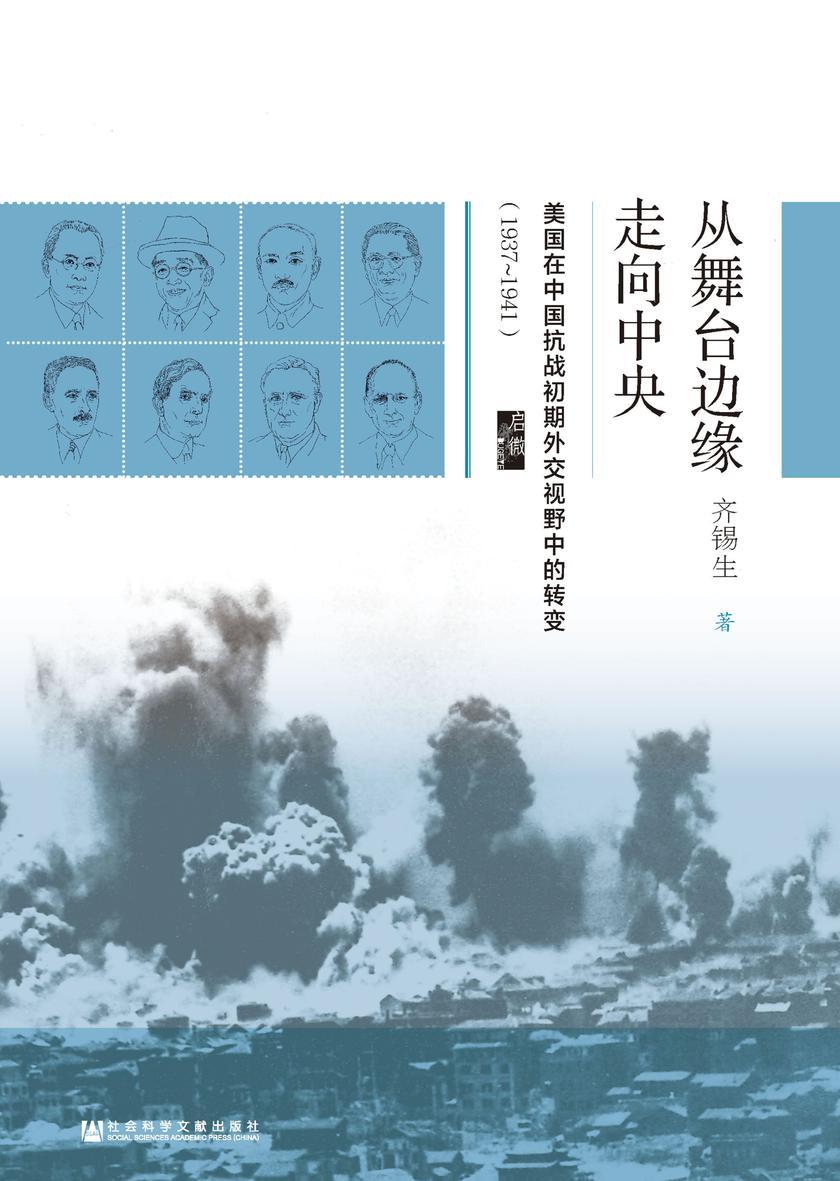 从舞台边缘
走向中央
齐锡生 著
美国在中国抗战初期外交视野中的转变
（1937~1941）
启微
社会科学文献出版社
SOCIAL SCIENCES ACADEMIC PRESS (CHINA)